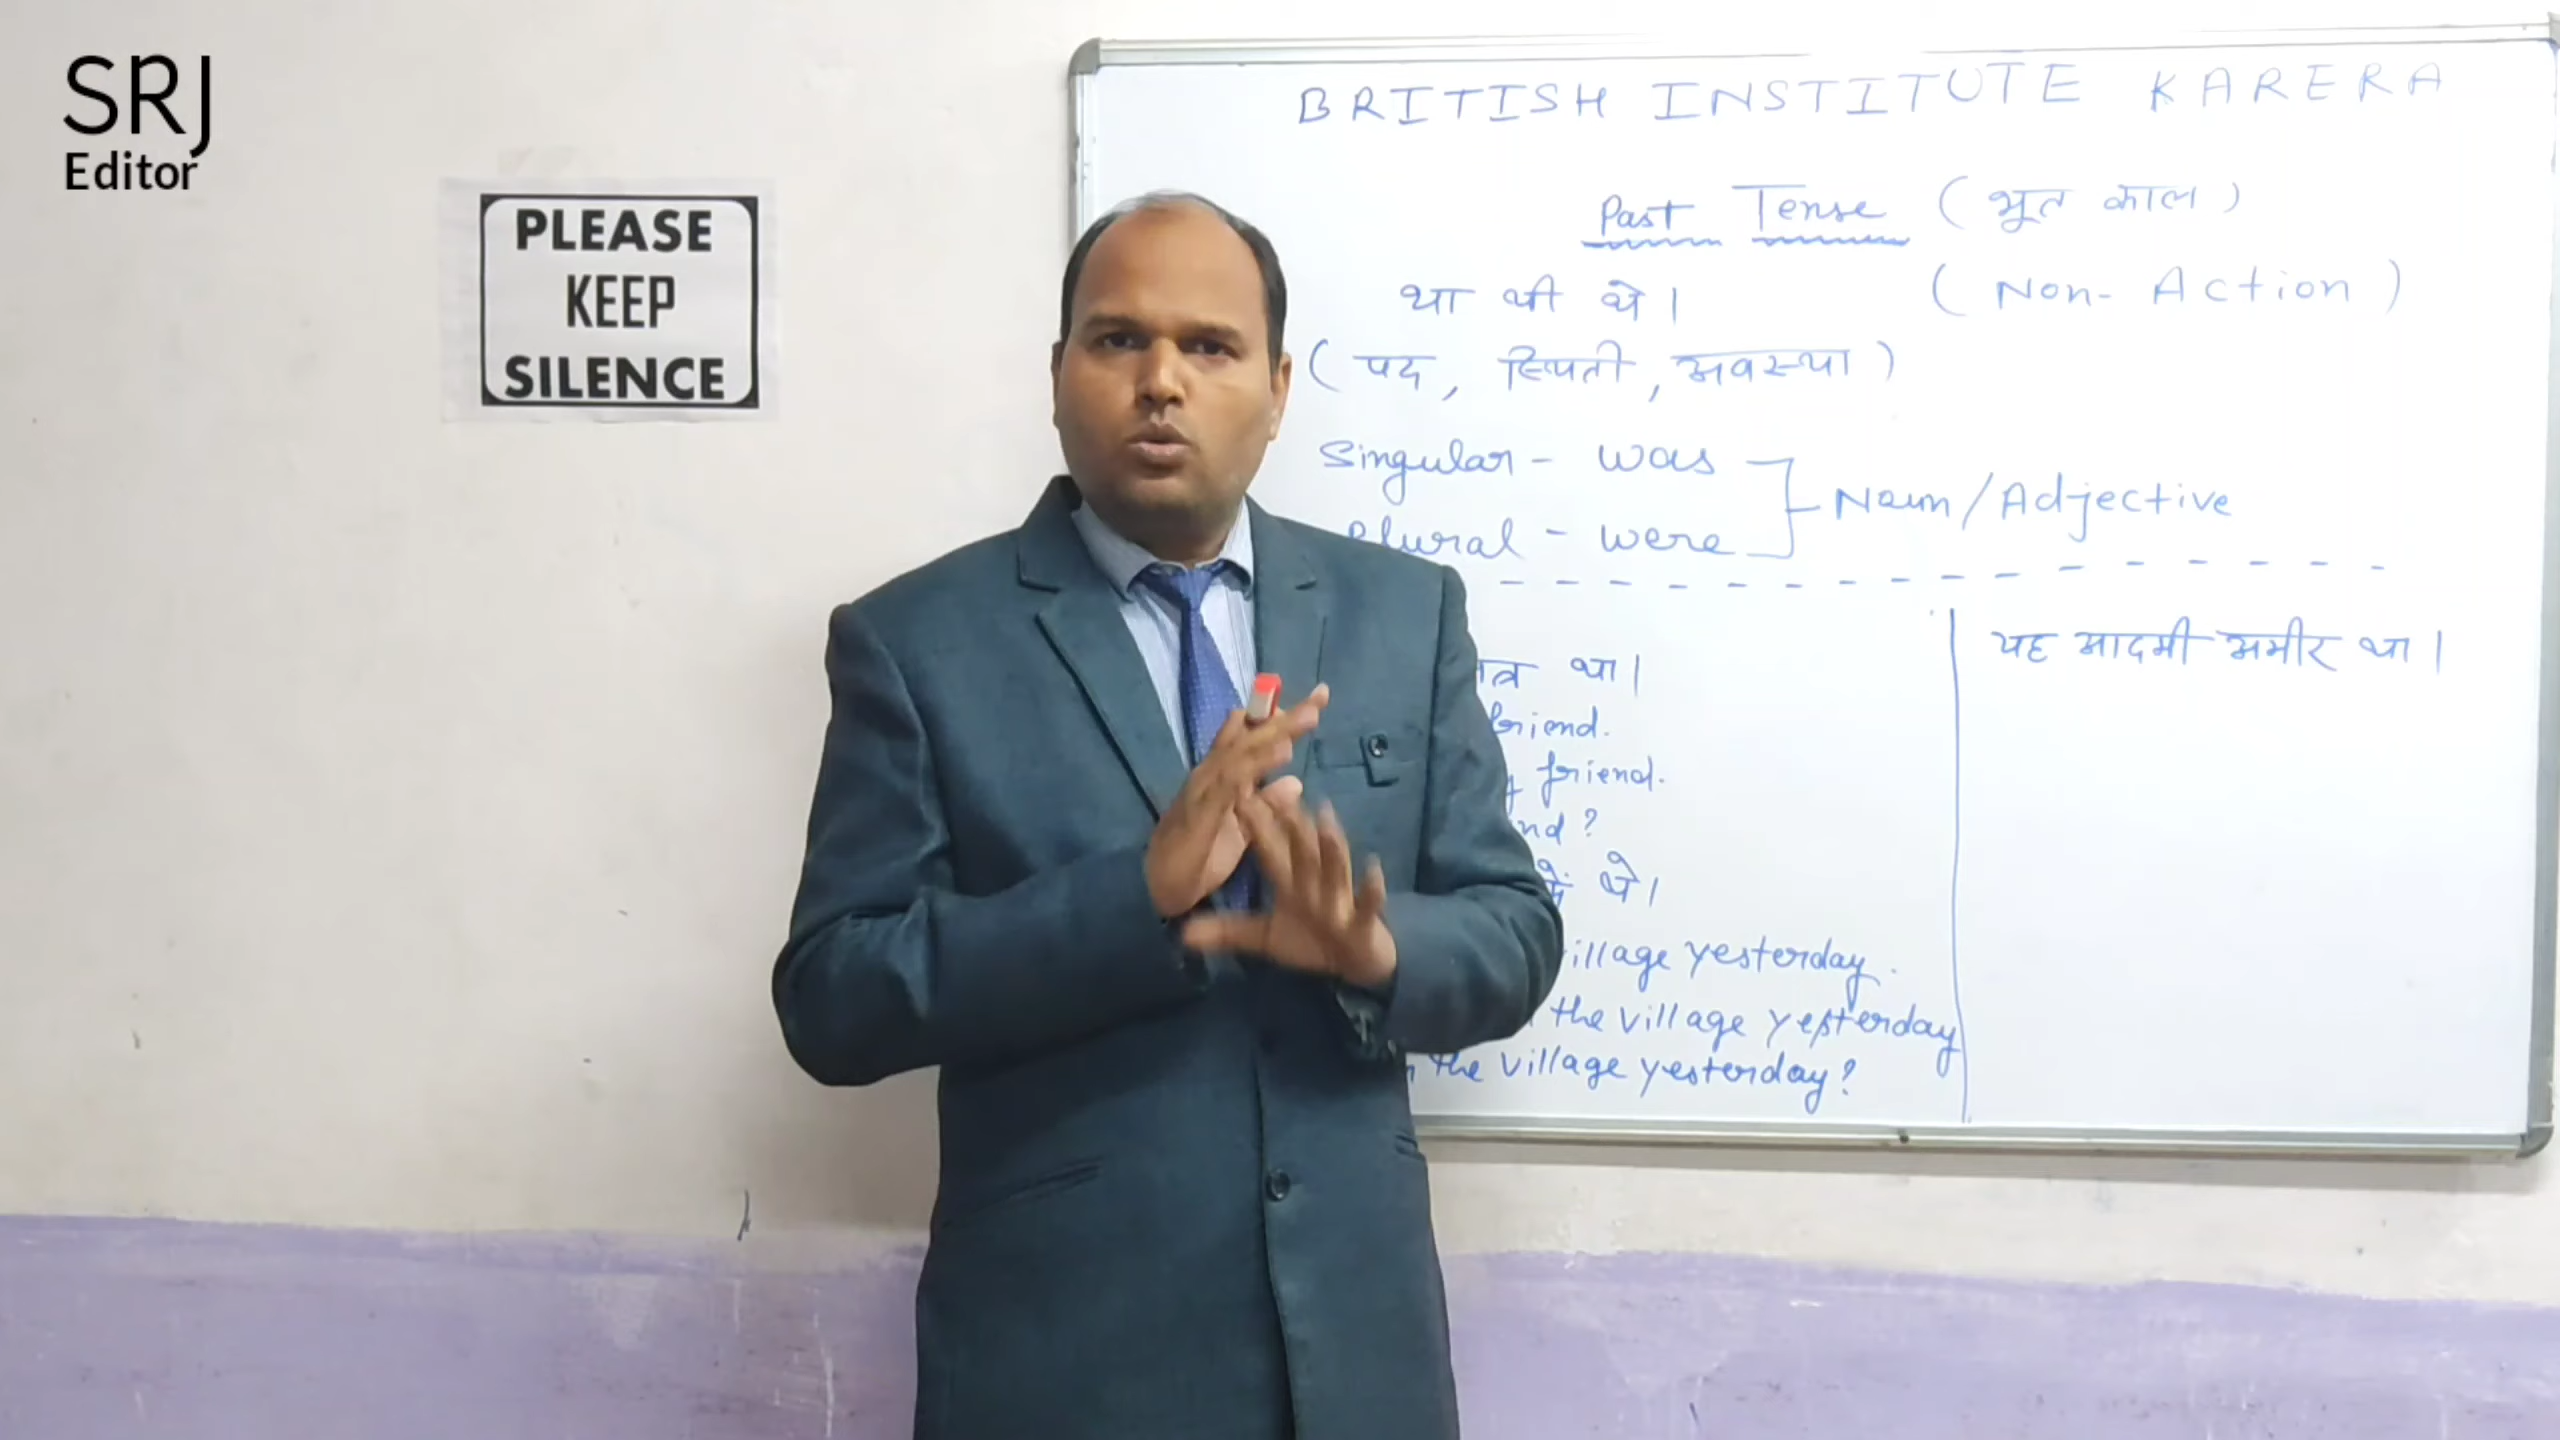 SRJ
Editor
PLEASE
KEEP
SILENCE
BRITISH INSTITUTE KARERA
Past Tense (भूत काल)
था थी थे। (Non-Action)
(पद, स्थिती, अवस्था)
Singular - was
Plural - were
Noun/Adjective
था।
friend.
friend.
?
में थे।
village yesterday.
the village yesterday
the village yesterday?
यह आदमी अमीर था।